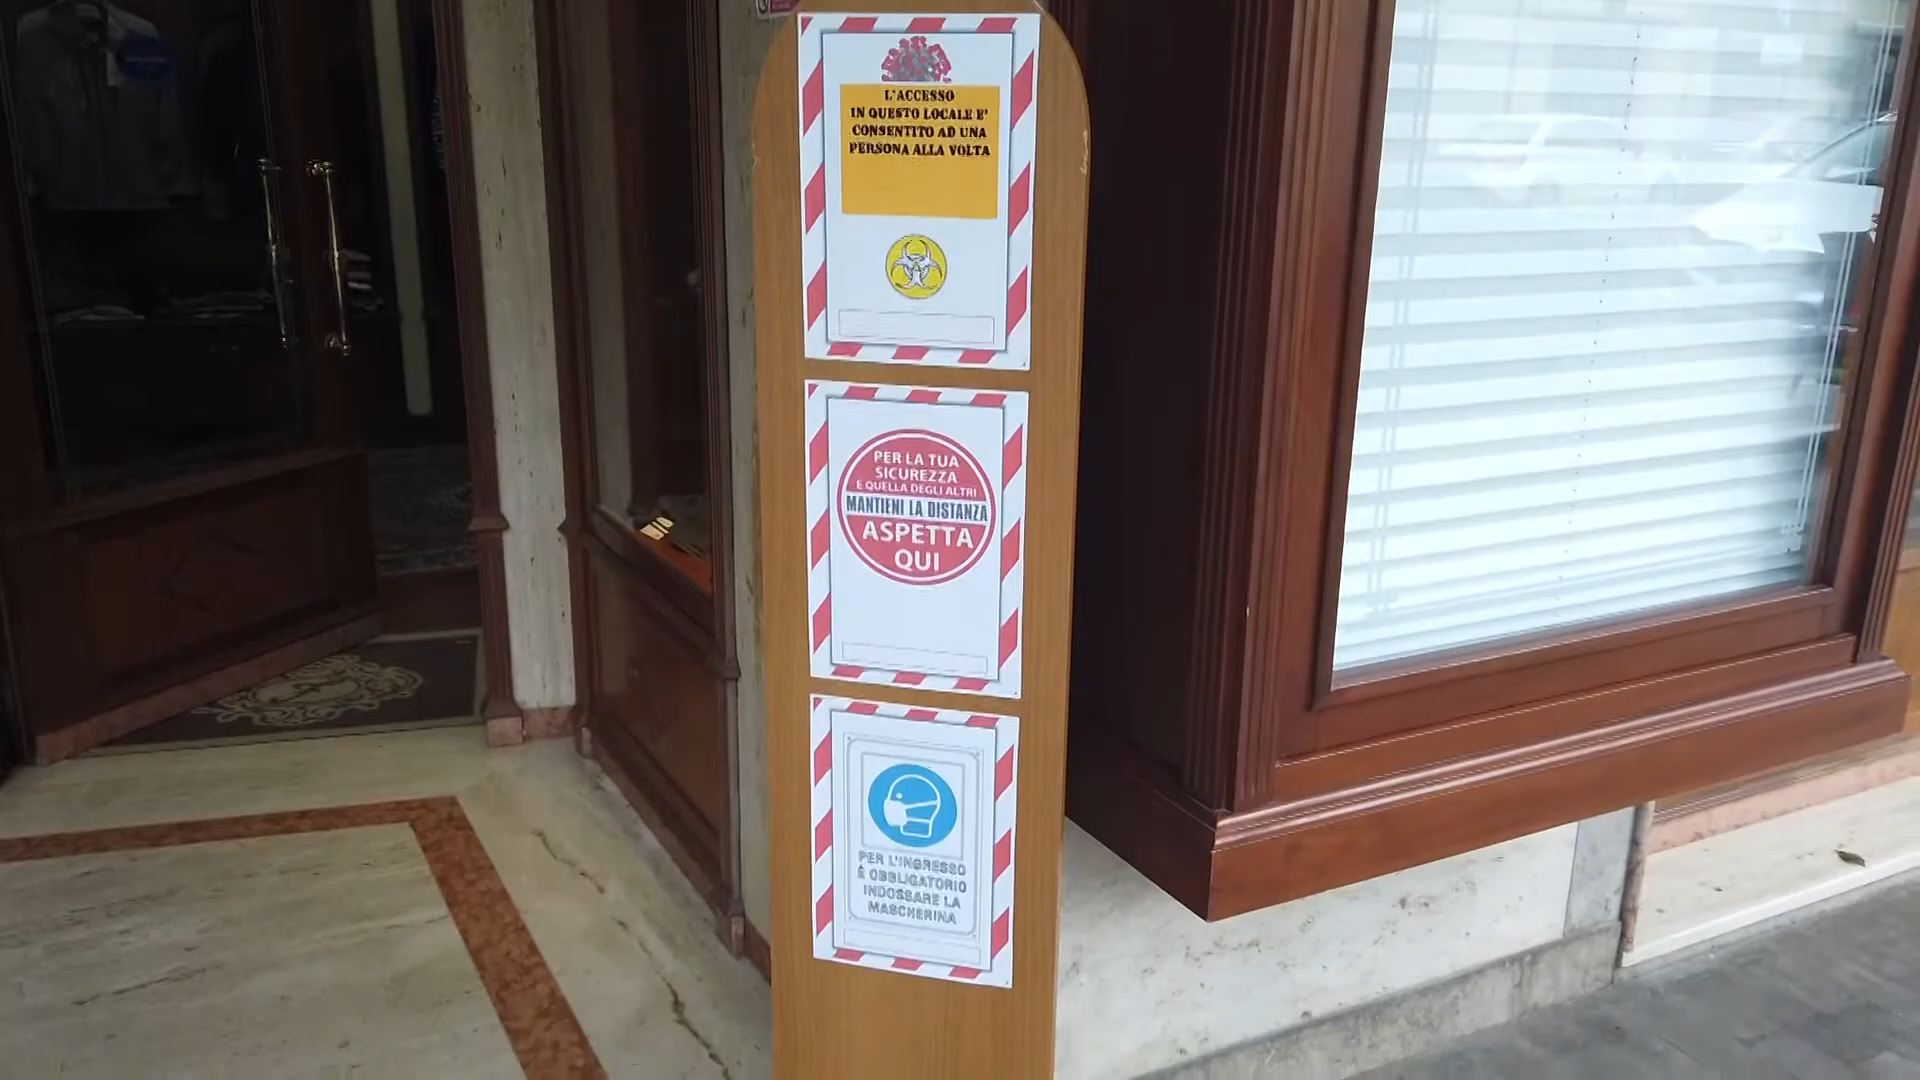 L'ACCESSO
IN QUESTO LOCALE E'
CONSENTITO AD UNA
PERSONA ALLA VOLTA
PER LA TUA
SICUREZZA
E QUELLA DEGLI ALTRI
MANTIENI LA DISTANZA
ASPETTA
QUI
PER L'INGRESSO
È OBBLIGATORIO
INDOSSARE LA
MASCHERINA